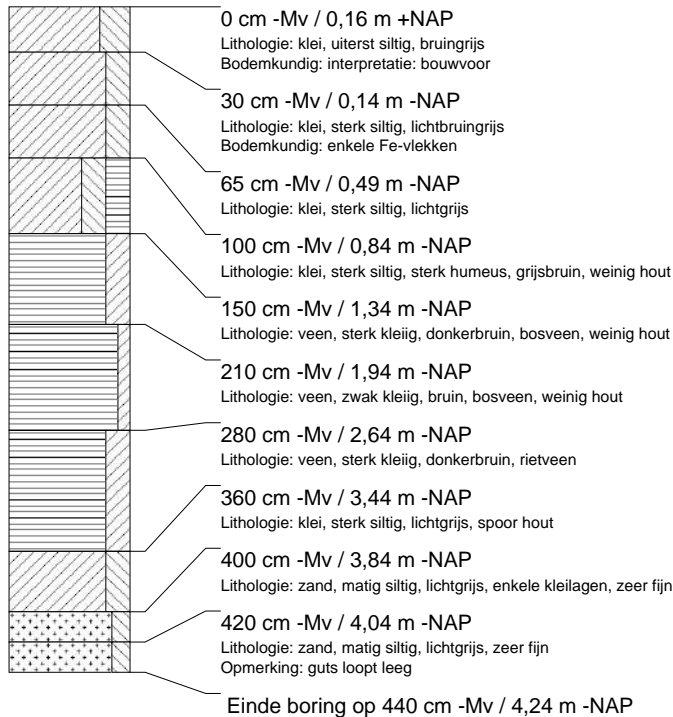 0 cm -Mv / 0,16 m +NAP
Lithologie: klei, uiterst siltig, bruingrijs
Bodemkundig: interpretatie: bouwvoor
30 cm -Mv / 0,14 m -NAP
Lithologie: klei, sterk siltig, lichtbruingrijs
Bodemkundig: enkele Fe-vlekken
65 cm -Mv / 0,49 m -NAP
Lithologie: klei, sterk siltig, lichtgrijs
100 cm -Mv / 0,84 m -NAP
Lithologie: klei, sterk siltig, sterk humeus, grijsbruin, weinig hout
150 cm -Mv / 1,34 m -NAP
Lithologie: veen, sterk kleiig, donkerbruin, bosveen, weinig hout
210 cm -Mv / 1,94 m -NAP
Lithologie: veen, zwak kleiig, bruin, bosveen, weinig hout
280 cm -Mv / 2,64 m -NAP
Lithologie: veen, sterk kleiig, donkerbruin, rietveen
360 cm -Mv / 3,44 m -NAP
Lithologie: klei, sterk siltig, lichtgrijs, spoor hout
400 cm -Mv / 3,84 m -NAP
Lithologie: zand, matig siltig, lichtgrijs, enkele kleilagen, zeer fijn
420 cm -Mv / 4,04 m -NAP
Lithologie: zand, matig siltig, lichtgrijs, zeer fijn
Opmerking: guts loopt leeg
Einde boring op 440 cm -Mv / 4,24 m -NAP